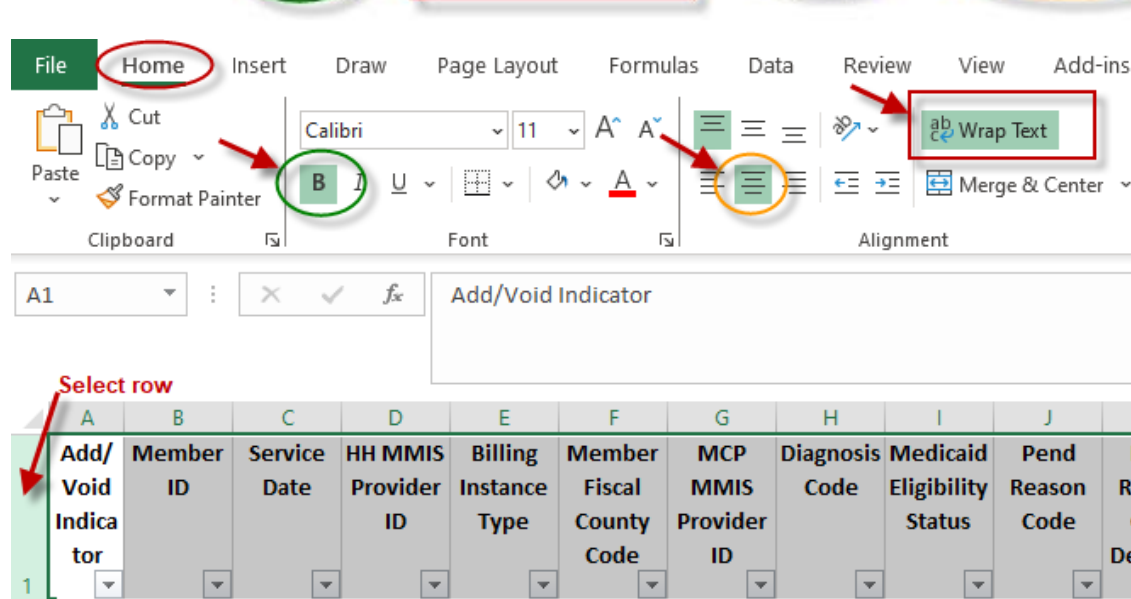 File Home Insert Draw Page Layout Formulas Data Review View Add-ins
Cut
Copy
Format Painter
Paste
Calibri 11 A^ A˅
B I U A
ab c Wrap Text
Merge & Center
Clipboard Font Alignment
A1 fx Add/Void Indicator
Select row
A B C D E F G H I J
Add/ Member Service HH MMIS Billing Member MCP Diagnosis Medicaid Pend
Void ID Date Provider Instance Fiscal MMIS Code Eligibility Reason
Indica ID Type County Provider Status Code
tor Code ID
1